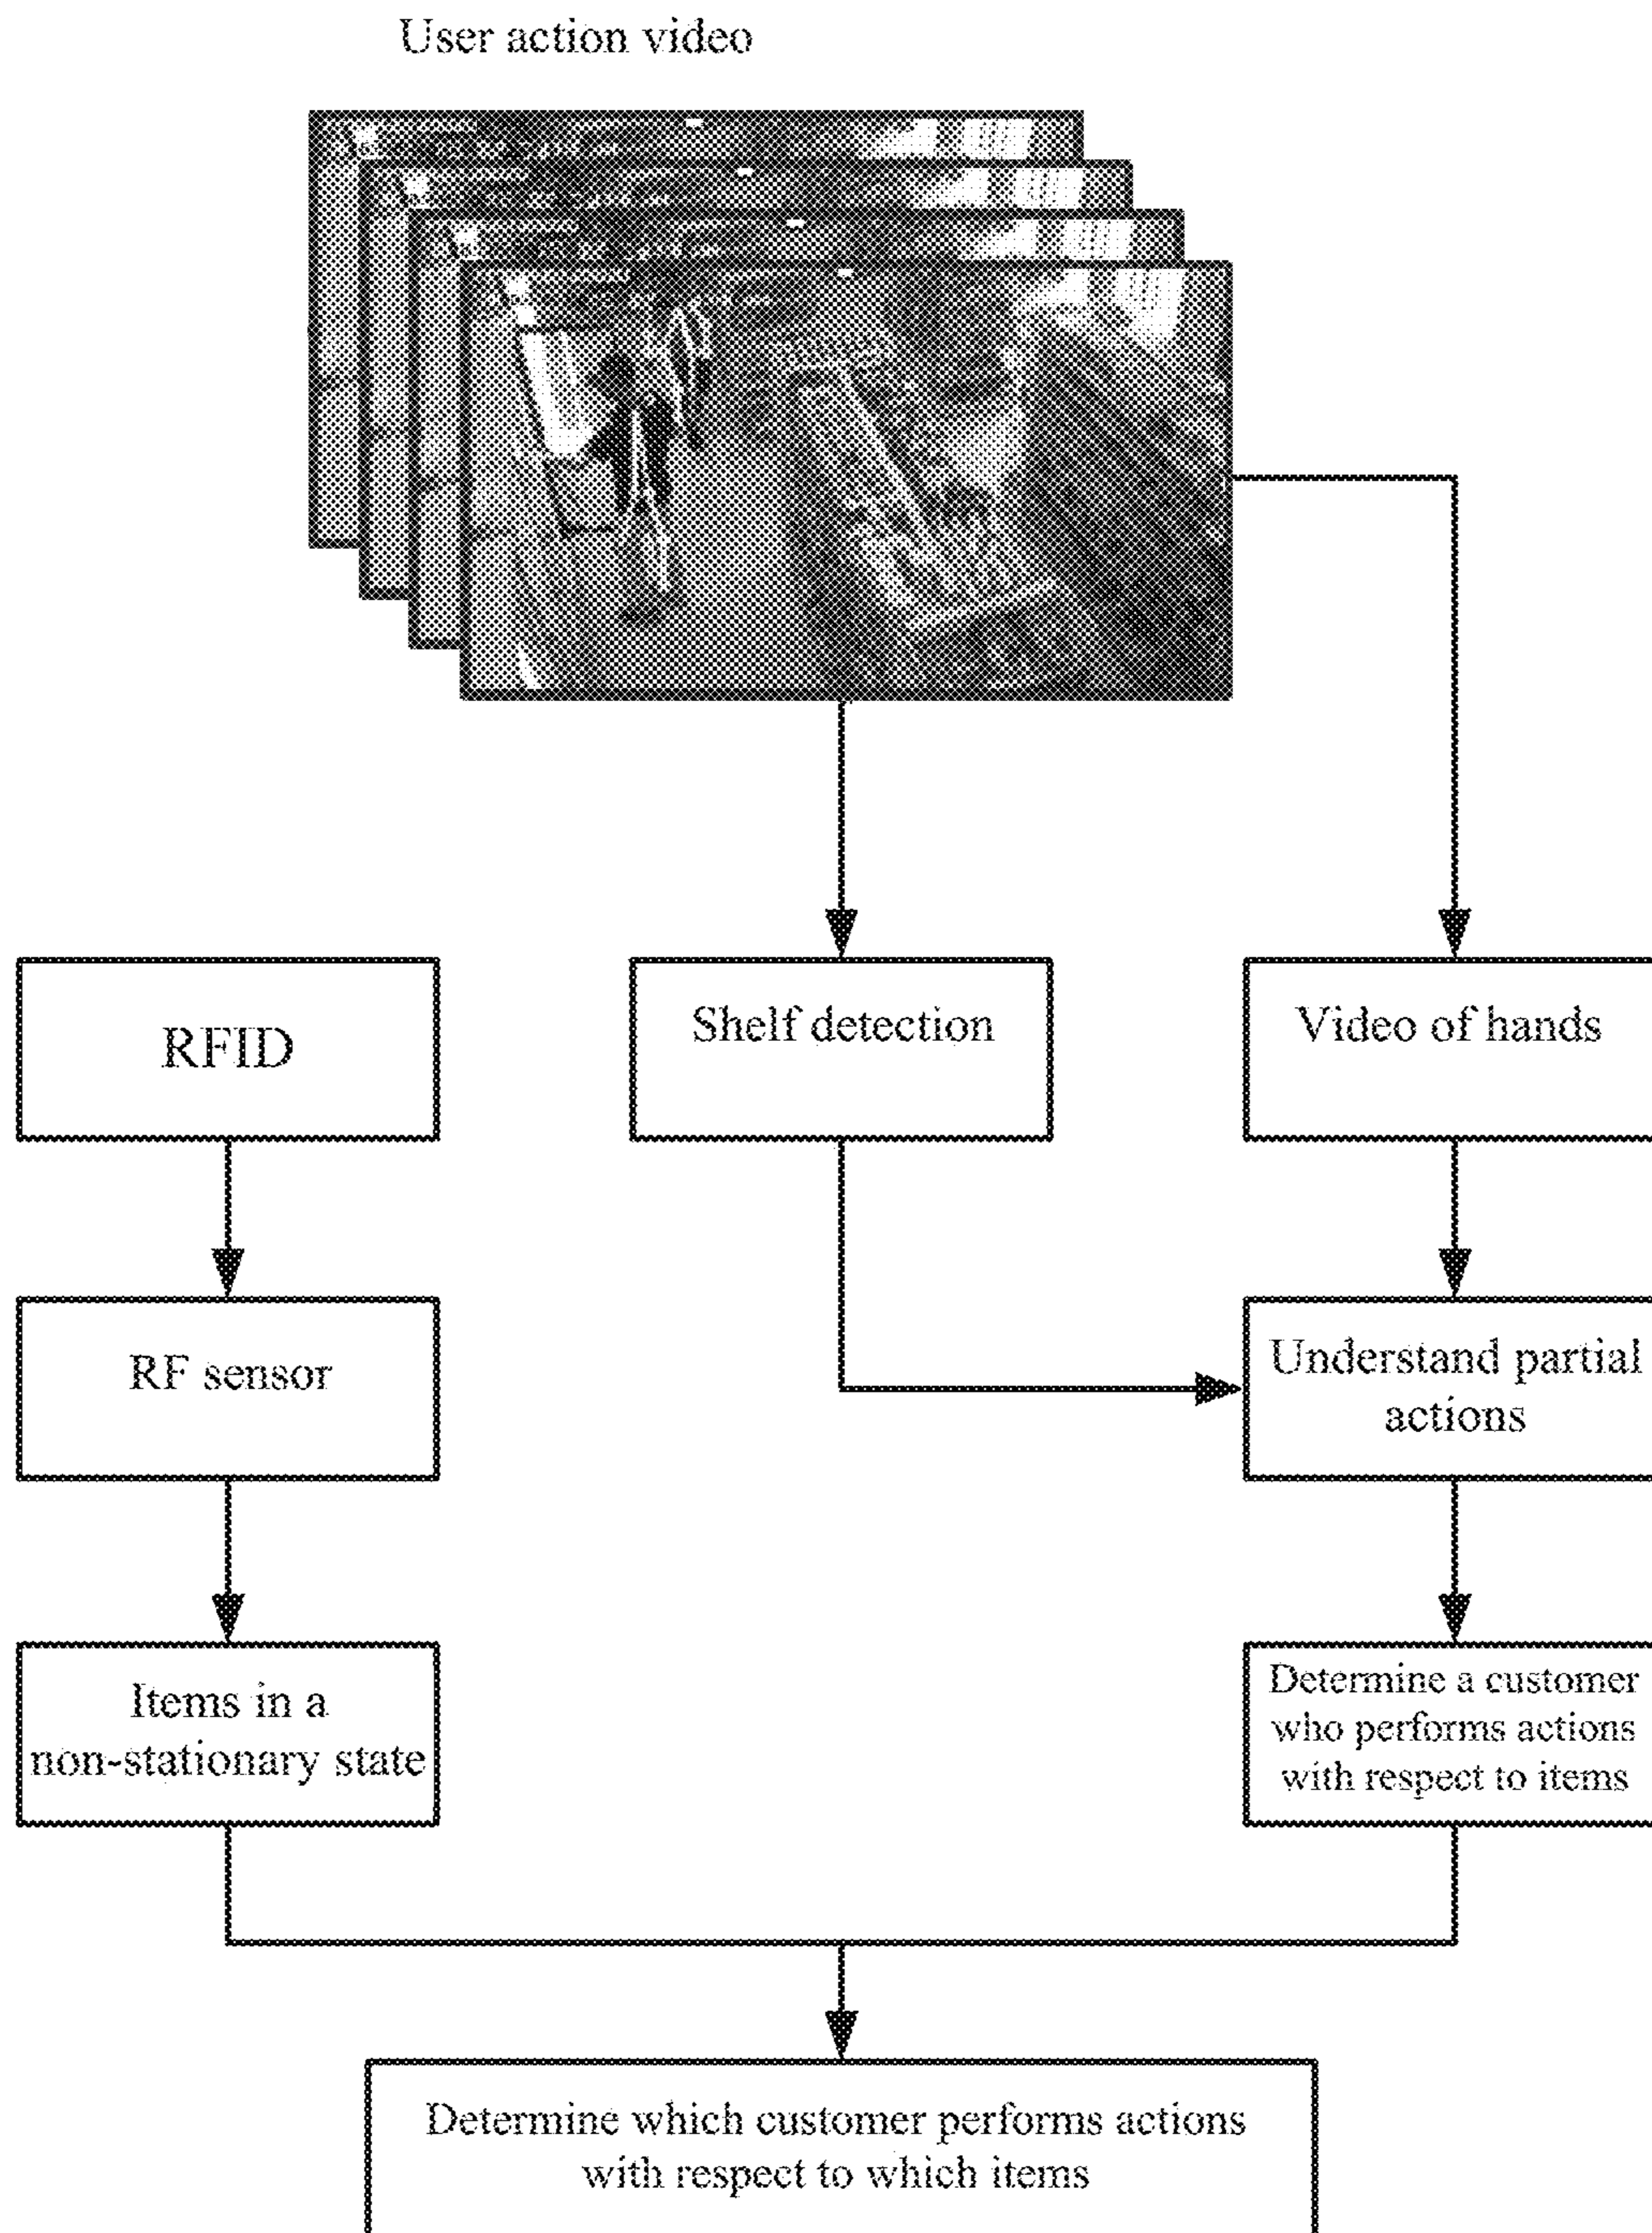 User action video
RFID
Shelf detection
Video of hands
RF sensor
Understand partial
actions
Items in a
non-stationary state
Determine a customer
who performs actions
with respect to items
Determine which customer performs actions
with respect to which items